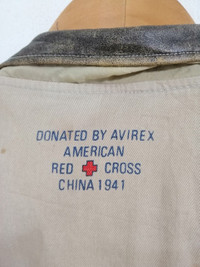 DONATED BY AVIREX
AMERICAN
RED CROSS
CHINA 1941